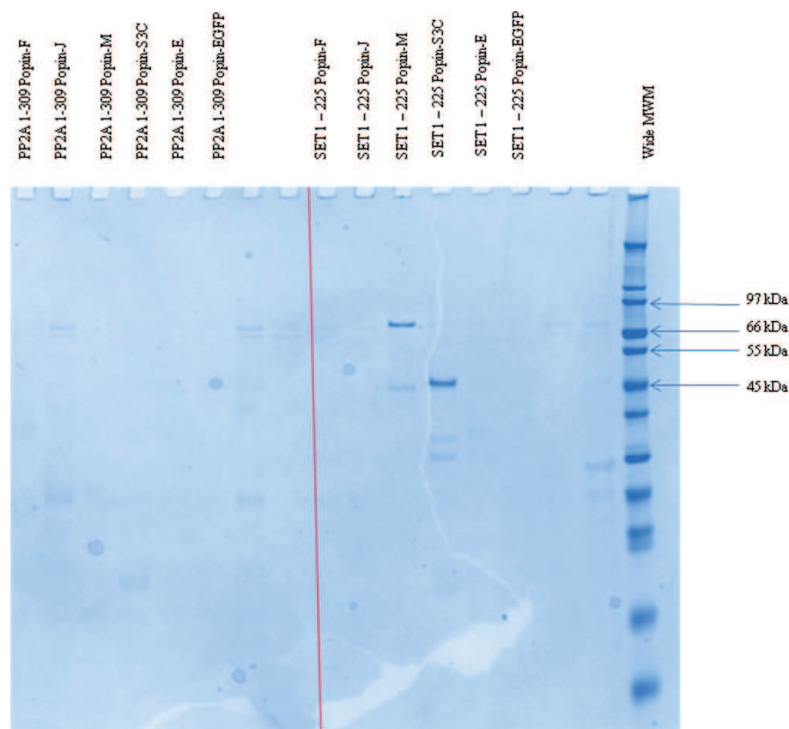 PP2A 1-309 Popin-F
PP2A 1-309 Popin-J
PP2A 1-309 Popin-M
PP2A 1-309 Popin-S3C
PP2A 1-309 Popin-E
PP2A 1-309 Popin-EGFP
SET1 – 225 Popin-F
SET1 – 225 Popin-J
SET1 – 225 Popin-M
SET1 – 225 Popin-S3C
SET1 – 225 Popin-E
SET1 – 225 Popin-EGFP
Wide MWM
97 kDa
66 kDa
55 kDa
45 kDa